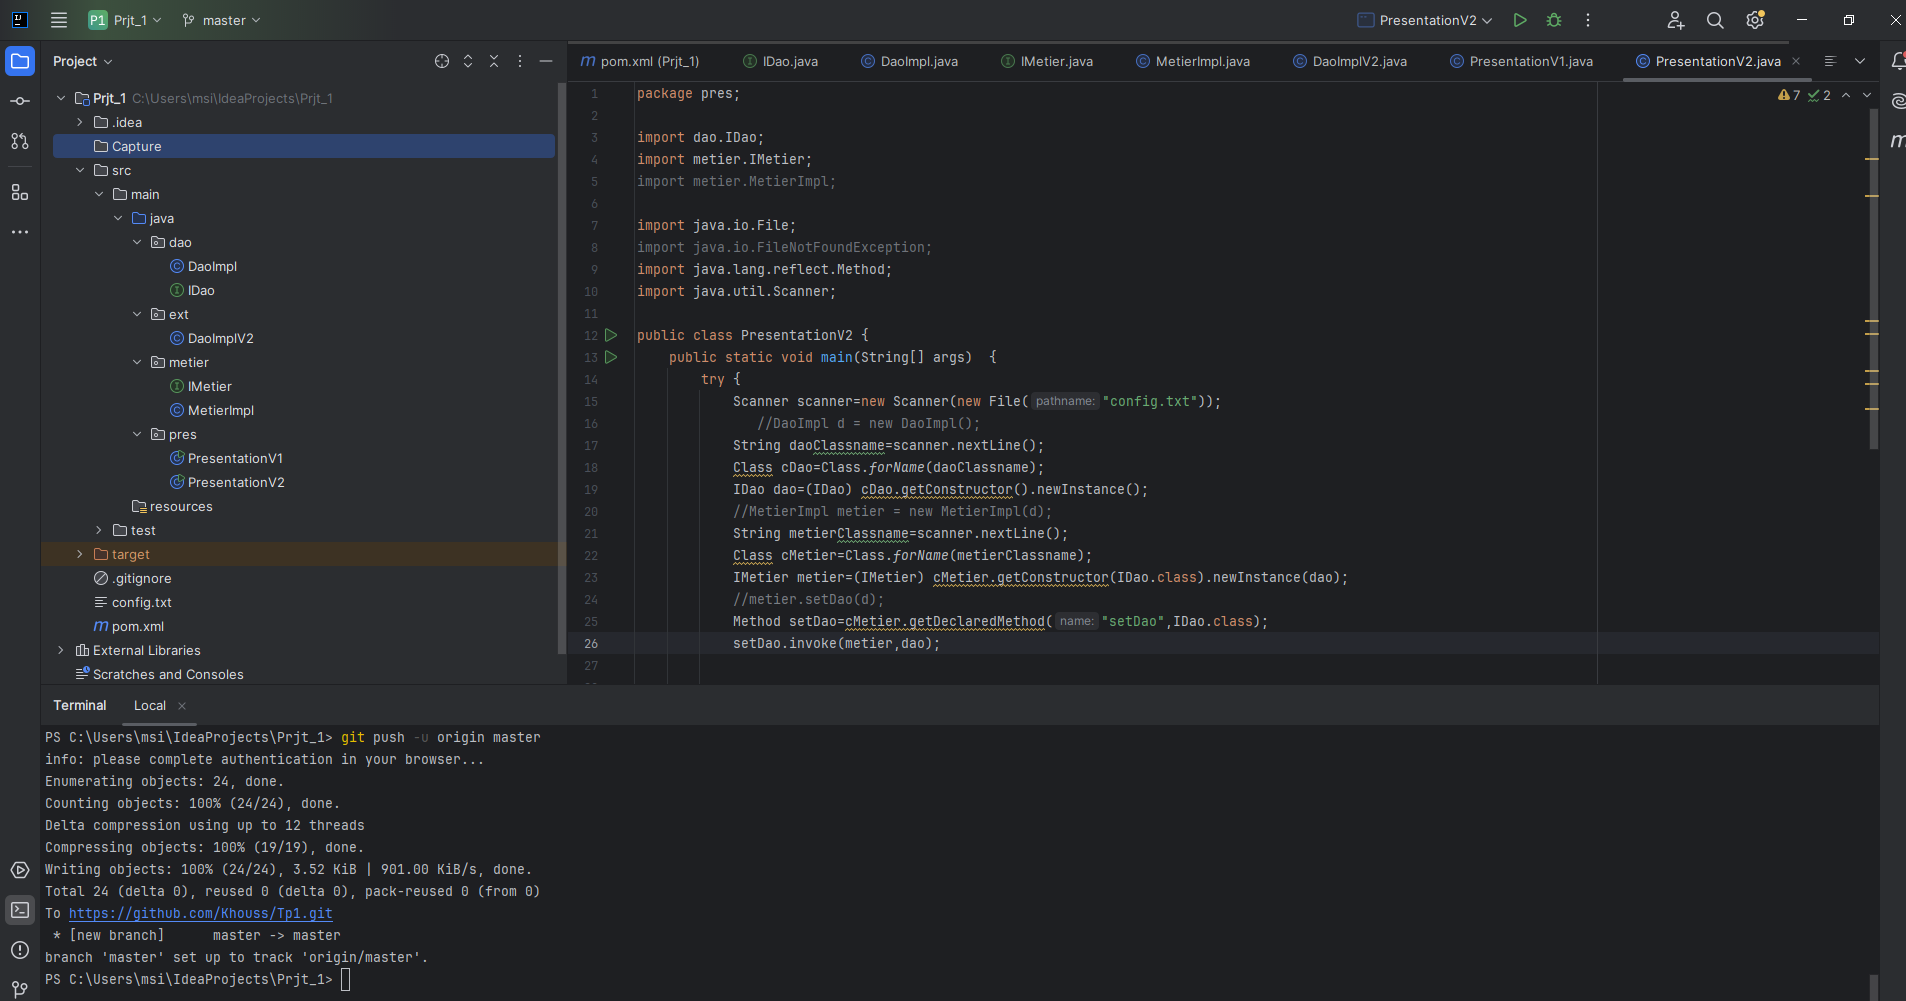 P1 Prjt_1 master PresentationV2
Project
Prjt_1 C:\Users\msi\IdeaProjects\Prjt_1
.idea
Capture
src
main
java
dao
DaoImpl
IDao
ext
DaoImplV2
metier
IMetier
MetierImpl
pres
PresentationV1
PresentationV2
resources
test
target
.gitignore
config.txt
pom.xml
External Libraries
Scratches and Consoles
pom.xml (Prjt_1) IDao.java DaoImpl.java IMetier.java MetierImpl.java DaoImplV2.java PresentationV1.java PresentationV2.java
7 2
1 package pres;
2
3 import dao.IDao;
4 import metier.IMetier;
5 import metier.MetierImpl;
6
7 import java.io.File;
8 import java.io.FileNotFoundException;
9 import java.lang.reflect.Method;
10 import java.util.Scanner;
11
12 public class PresentationV2 {
13 public static void main(String[] args)  {
14 try {
15 Scanner scanner=new Scanner(new File( pathname: "config.txt"));
16 //DaoImpl d = new DaoImpl();
17 String daoClassname=scanner.nextLine();
18 Class cDao=Class.forName(daoClassname);
19 IDao dao=(IDao) cDao.getConstructor().newInstance();
20 //MetierImpl metier = new MetierImpl(d);
21 String metierClassname=scanner.nextLine();
22 Class cMetier=Class.forName(metierClassname);
23 IMetier metier=(IMetier) cMetier.getConstructor(IDao.class).newInstance(dao);
24 //metier.setDao(d);
25 Method setDao=cMetier.getDeclaredMethod( name: "setDao",IDao.class);
26 setDao.invoke(metier,dao);
27
Terminal Local
PS C:\Users\msi\IdeaProjects\Prjt_1> git push -u origin master
info: please complete authentication in your browser...
Enumerating objects: 24, done.
Counting objects: 100% (24/24), done.
Delta compression using up to 12 threads
Compressing objects: 100% (19/19), done.
Writing objects: 100% (24/24), 3.52 KiB | 901.00 KiB/s, done.
Total 24 (delta 0), reused 0 (delta 0), pack-reused 0 (from 0)
To https://github.com/Khouss/Tp1.git
* [new branch]      master -> master
branch 'master' set up to track 'origin/master'.
PS C:\Users\msi\IdeaProjects\Prjt_1>